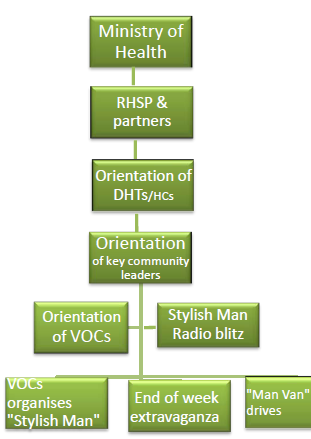 Ministry of
Health
RHSP &
partners
Orientation of
DHTs/HCs
Orientation
of key community
leaders
Orientation
of VOCs
Stylish Man
Radio blitz
VOCs
organises
"Stylish Man"
End of week
extravaganza
"Man Van"
drives